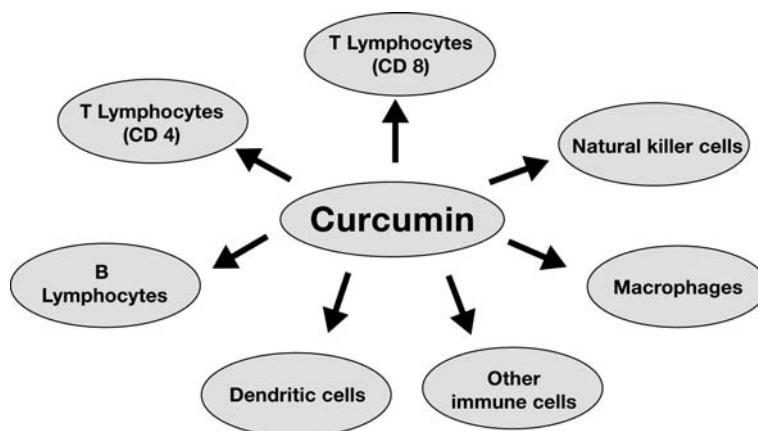 T Lymphocytes
(CD 8)
T Lymphocytes
(CD 4)
Natural killer cells
Curcumin
B
Lymphocytes
Macrophages
Dendritic cells
Other
immune cells